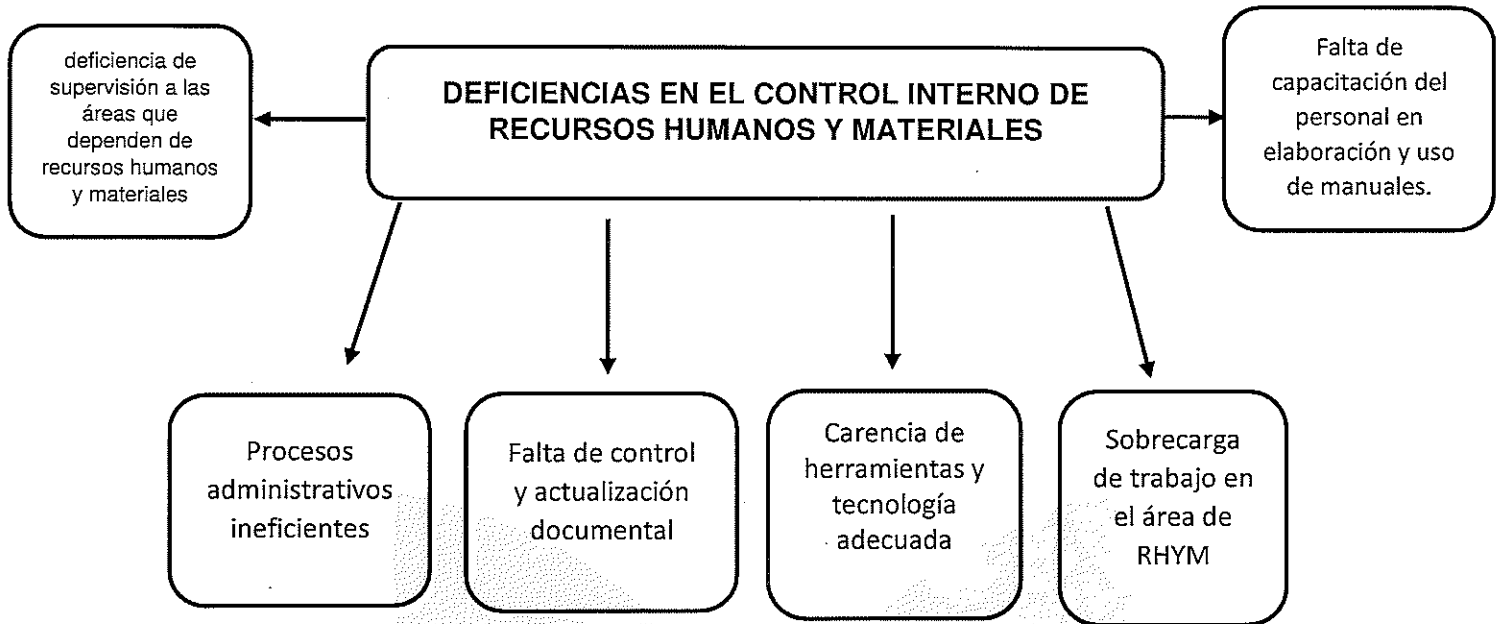 deficiencia de
supervisión a las
áreas que
dependen de
recursos humanos
y materiales
DEFICIENCIAS EN EL CONTROL INTERNO DE
RECURSOS HUMANOS Y MATERIALES
Falta de
capacitación del
personal en
elaboración y uso
de manuales.
Procesos
administrativos
ineficientes
Falta de control
y actualización
documental
Carencia de
herramientas y
tecnología
adecuada
Sobrecarga
de trabajo en
el área de
RHYM